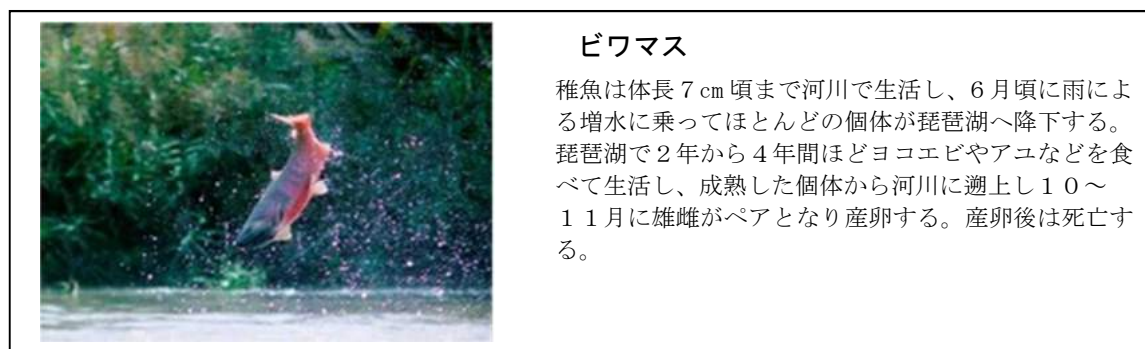 ビワマス
稚魚は体長7cm頃まで河川で生活し、6月頃に雨によ
る増水に乗ってほとんどの個体が琵琶湖へ降下する。
琵琶湖で2年から4年間ほどヨコエビやアユなどを食
べて生活し、成熟した個体から河川に遡上し10～
11月に雄雌がペアとなり産卵する。産卵後は死亡す
る。